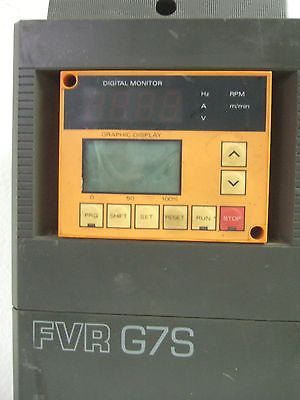 DIGITAL MONITOR
Hz RPM
A m/min
V
GRAPHIC DISPLAY
0 50 100%
PRG SHIFT SET RESET RUN STOP
FVR G7S